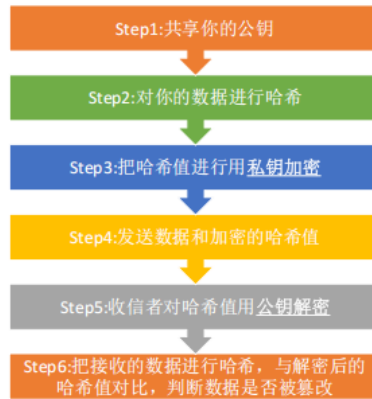 Step1:共享你的公钥
Step2:对你的数据进行哈希
Step3:把哈希值进行用私钥加密
Step4:发送数据和加密的哈希值
Step5:收信者对哈希值用公钥解密
Step6:把接收的数据进行哈希，与解密后的
哈希值对比，判断数据是否被篡改